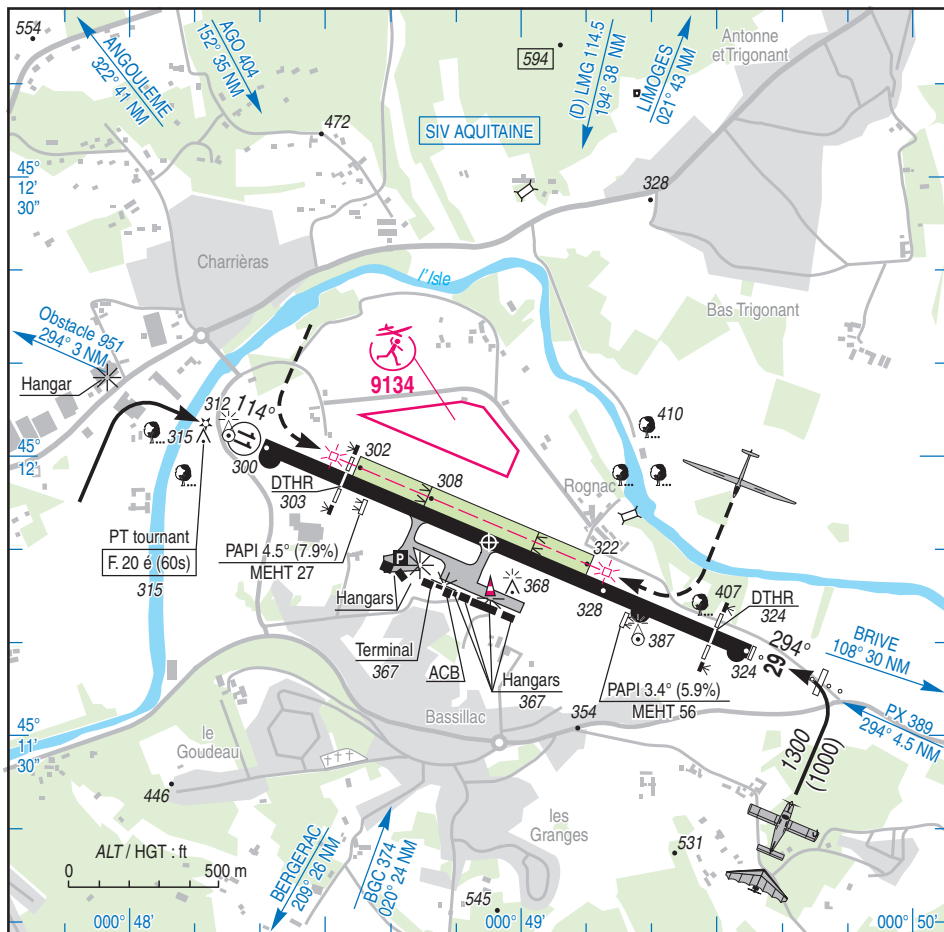 554
ANGOULEME
322° 41 NM
AGO 404
152° 35 NM
594
(D) LMG 114.5
194° 38 NM
LIMOGES
021° 43 NM
Antonne
et Trigonant
472
SIV AQUITAINE
45°
12'
30"
328
Charriéras
l'Isle
Bas Trigonant
Obstacle 951
294° 3 NM
Hangar
9134
312
114°
315
11
300
410
45°
12'
302
DTHR
303
308
Rognac
PT tournant
F. 20 é (60s)
315
PAPI 4.5° (7.9%)
MEHT 27
P
322
Hangars
368
328
407
DTHR
324
Terminal
367
ACB
Hangars
367
387
294°
29
324
BRIVE
108° 30 NM
PAPI 3.4° (5.9%)
MEHT 56
PX 389
294° 4.5 NM
Bassillac
354
45°
11'
30"
le
Goudeau
1300
(1000)
446
les
Granges
531
ALT / HGT : ft
0 500 m
BERGERAC
209° 26 NM
BGC 374
020° 24 NM
545
000° 48'
000° 49'
000° 50'